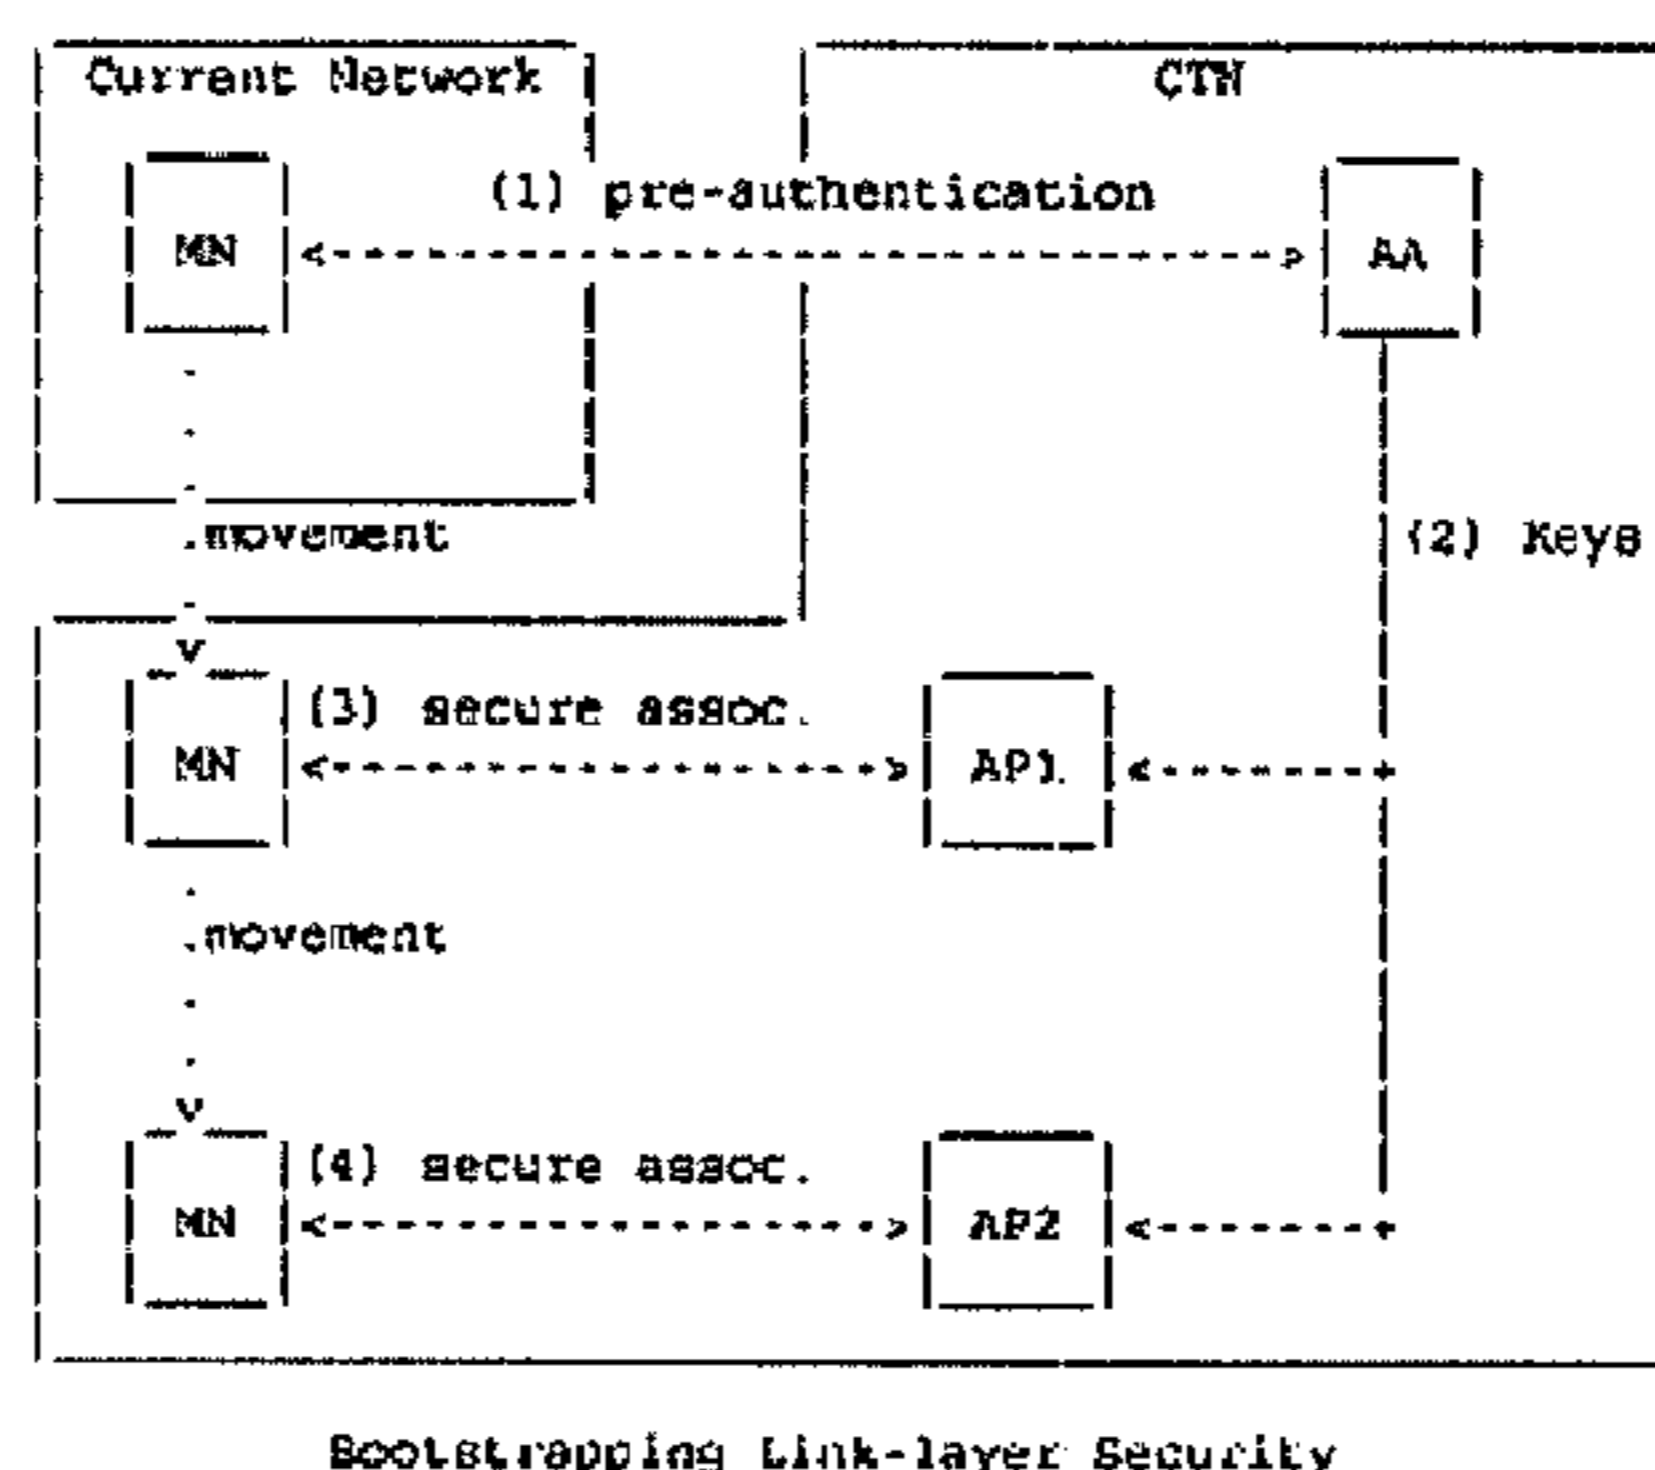 Current Network
CTN
(1) pre-authentication
MN
AA
.movement
(2) Keys
(3) secure assoc.
MN
AP1
.movement
(4) secure assoc.
MN
AP2
Bootstrapping Link-layer Security